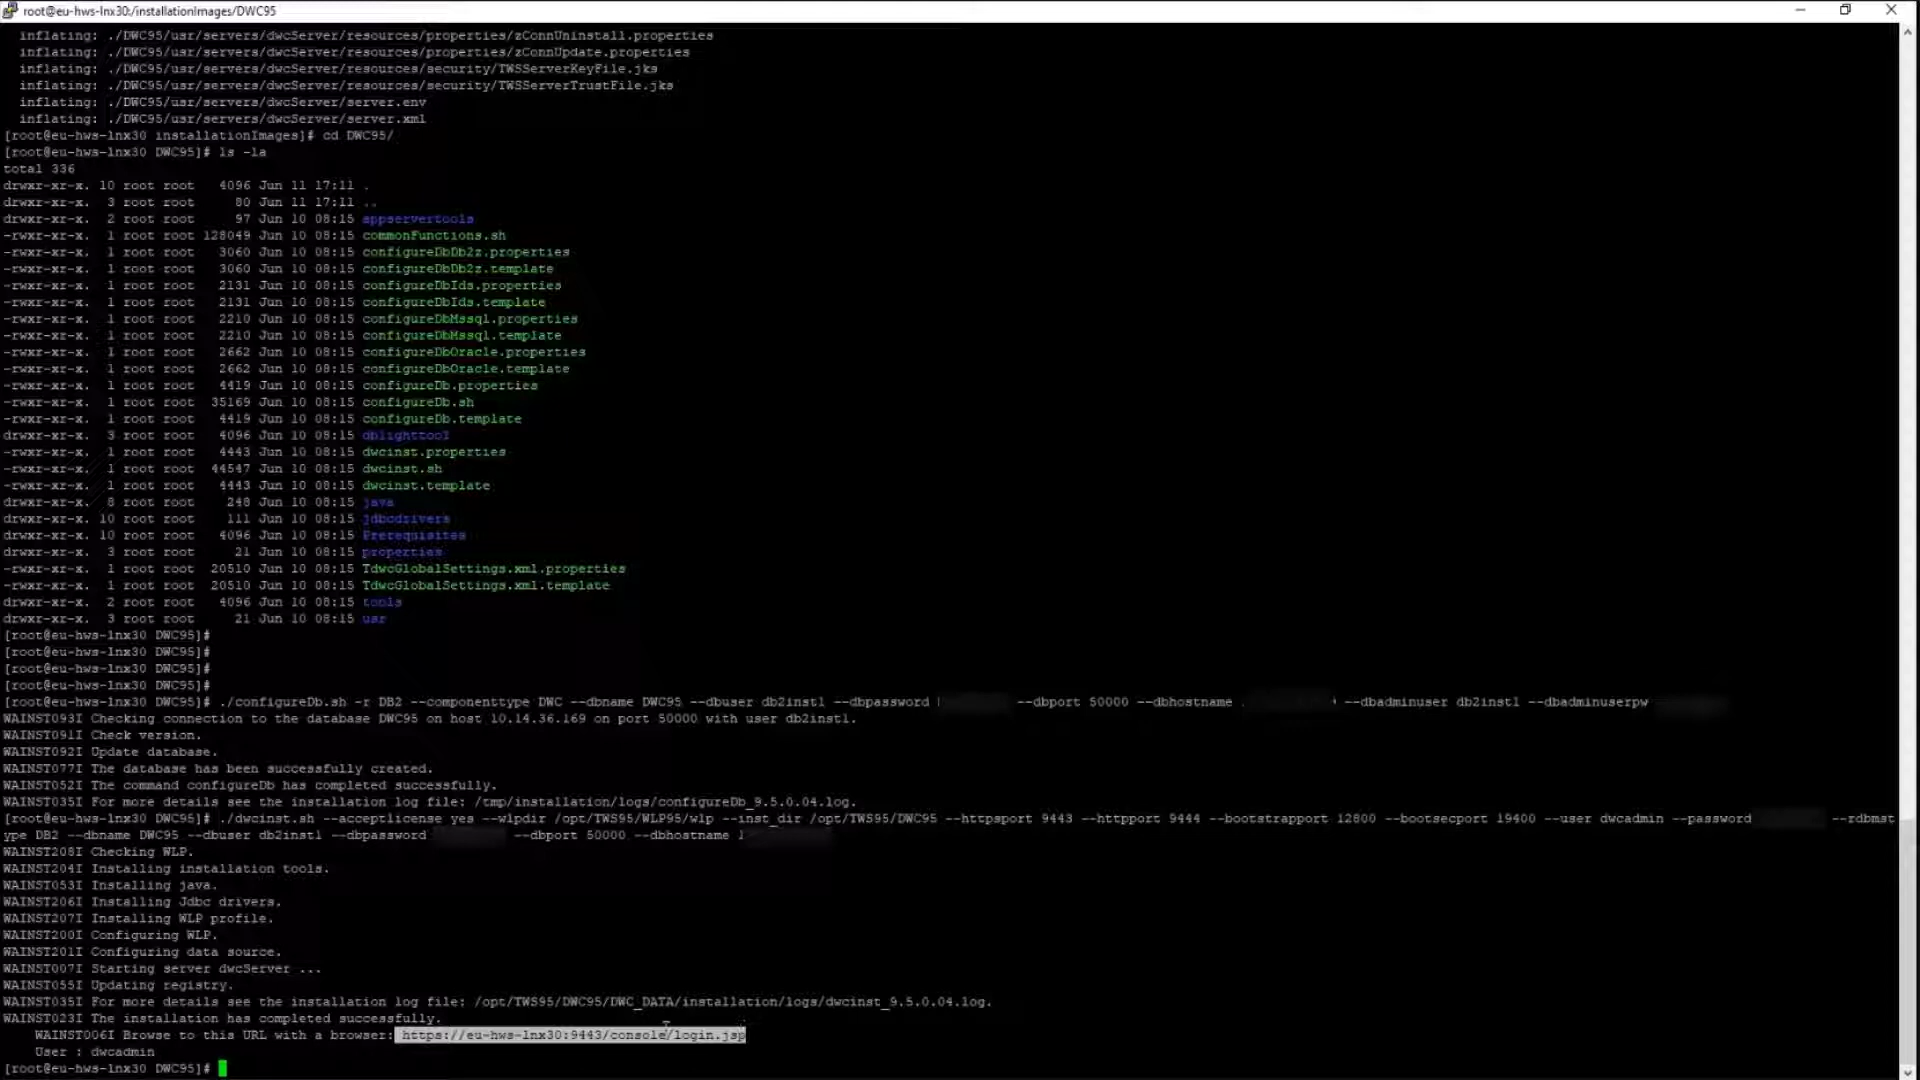 root@eu-hws-lnx30:/installationImages/DWC95
inflating: ./DWC95/usr/servers/dwcServer/resources/properties/zConnUninstall.properties
inflating: ./DWC95/usr/servers/dwcServer/resources/properties/zConnUpdate.properties
inflating: ./DWC95/usr/servers/dwcServer/resources/security/TWSServerKeyFile.jks
inflating: ./DWC95/usr/servers/dwcServer/resources/security/TWSServerTrustFile.jks
inflating: ./DWC95/usr/servers/dwcServer/server.env
inflating: ./DWC95/usr/servers/dwcServer/server.xml
[root@eu-hws-lnx30 installationImages]# cd DWC95/
[root@eu-hws-lnx30 DWC95]# ls -la
total 336
drwxr-xr-x. 10 root root   4096 Jun 11 17:11 .
drwxr-xr-x.  3 root root     80 Jun 11 17:11 ..
drwxr-xr-x.  2 root root     97 Jun 10 08:15 appservertools
-rwxr-xr-x.  1 root root 128049 Jun 10 08:15 commonFunctions.sh
-rwxr-xr-x.  1 root root   3060 Jun 10 08:15 configureDbDb2z.properties
-rwxr-xr-x.  1 root root   3060 Jun 10 08:15 configureDbDb2z.template
-rwxr-xr-x.  1 root root   2131 Jun 10 08:15 configureDbIds.properties
-rwxr-xr-x.  1 root root   2131 Jun 10 08:15 configureDbIds.template
-rwxr-xr-x.  1 root root   2210 Jun 10 08:15 configureDbMssql.properties
-rwxr-xr-x.  1 root root   2210 Jun 10 08:15 configureDbMssql.template
-rwxr-xr-x.  1 root root   2662 Jun 10 08:15 configureDbOracle.properties
-rwxr-xr-x.  1 root root   2662 Jun 10 08:15 configureDbOracle.template
-rwxr-xr-x.  1 root root   4419 Jun 10 08:15 configureDb.properties
-rwxr-xr-x.  1 root root  35169 Jun 10 08:15 configureDb.sh
-rwxr-xr-x.  1 root root   4419 Jun 10 08:15 configureDb.template
drwxr-xr-x.  3 root root   4096 Jun 10 08:15 dblighttool
-rwxr-xr-x.  1 root root   4443 Jun 10 08:15 dwcinst.properties
-rwxr-xr-x.  1 root root  44547 Jun 10 08:15 dwcinst.sh
-rwxr-xr-x.  1 root root   4443 Jun 10 08:15 dwcinst.template
drwxr-xr-x.  8 root root    248 Jun 10 08:15 java
drwxr-xr-x. 10 root root    111 Jun 10 08:15 jdbcdrivers
drwxr-xr-x. 10 root root   4096 Jun 10 08:15 Prerequisites
drwxr-xr-x.  3 root root     21 Jun 10 08:15 properties
-rwxr-xr-x.  1 root root  20510 Jun 10 08:15 TdwcGlobalSettings.xml.properties
-rwxr-xr-x.  1 root root  20510 Jun 10 08:15 TdwcGlobalSettings.xml.template
drwxr-xr-x.  2 root root   4096 Jun 10 08:15 tools
drwxr-xr-x.  3 root root     21 Jun 10 08:15 usr
[root@eu-hws-lnx30 DWC95]#
[root@eu-hws-lnx30 DWC95]#
[root@eu-hws-lnx30 DWC95]#
[root@eu-hws-lnx30 DWC95]#
[root@eu-hws-lnx30 DWC95]# ./configureDb.sh -r DB2 --componenttype DWC --dbname DWC95 --dbuser db2inst1 --dbpassword --dbport 50000 --dbhostname --dbadminuser db2inst1 --dbadminuserpw
WAINST093I Checking connection to the database DWC95 on host 10.14.36.169 on port 50000 with user db2inst1.
WAINST091I Check version.
WAINST092I Update database.
WAINST077I The database has been successfully created.
WAINST052I The command configureDb has completed successfully.
WAINST035I For more details see the installation log file: /tmp/installation/logs/configureDb_9.5.0.04.log.
[root@eu-hws-lnx30 DWC95]# ./dwcinst.sh --acceptlicense yes --wlpdir /opt/TWS95/WLP95/wlp --inst_dir /opt/TWS95/DWC95 --httpsport 9443 --httpport 9444 --bootstrapport 12800 --bootsecport 19400 --user dwcadmin --password --rdbmst
ype DB2 --dbname DWC95 --dbuser db2inst1 --dbpassword --dbport 50000 --dbhostname
WAINST208I Checking WLP.
WAINST204I Installing installation tools.
WAINST053I Installing java.
WAINST206I Installing Jdbc drivers.
WAINST207I Installing WLP profile.
WAINST200I Configuring WLP.
WAINST201I Configuring data source.
WAINST007I Starting server dwcServer ...
WAINST055I Updating registry.
WAINST035I For more details see the installation log file: /opt/TWS95/DWC95/DWC_DATA/installation/logs/dwcinst_9.5.0.04.log.
WAINST023I The installation has completed successfully.
WAINST006I Browse to this URL with a browser: https://eu-hws-lnx30:9443/console/login.jsp
User : dwcadmin
[root@eu-hws-lnx30 DWC95]#